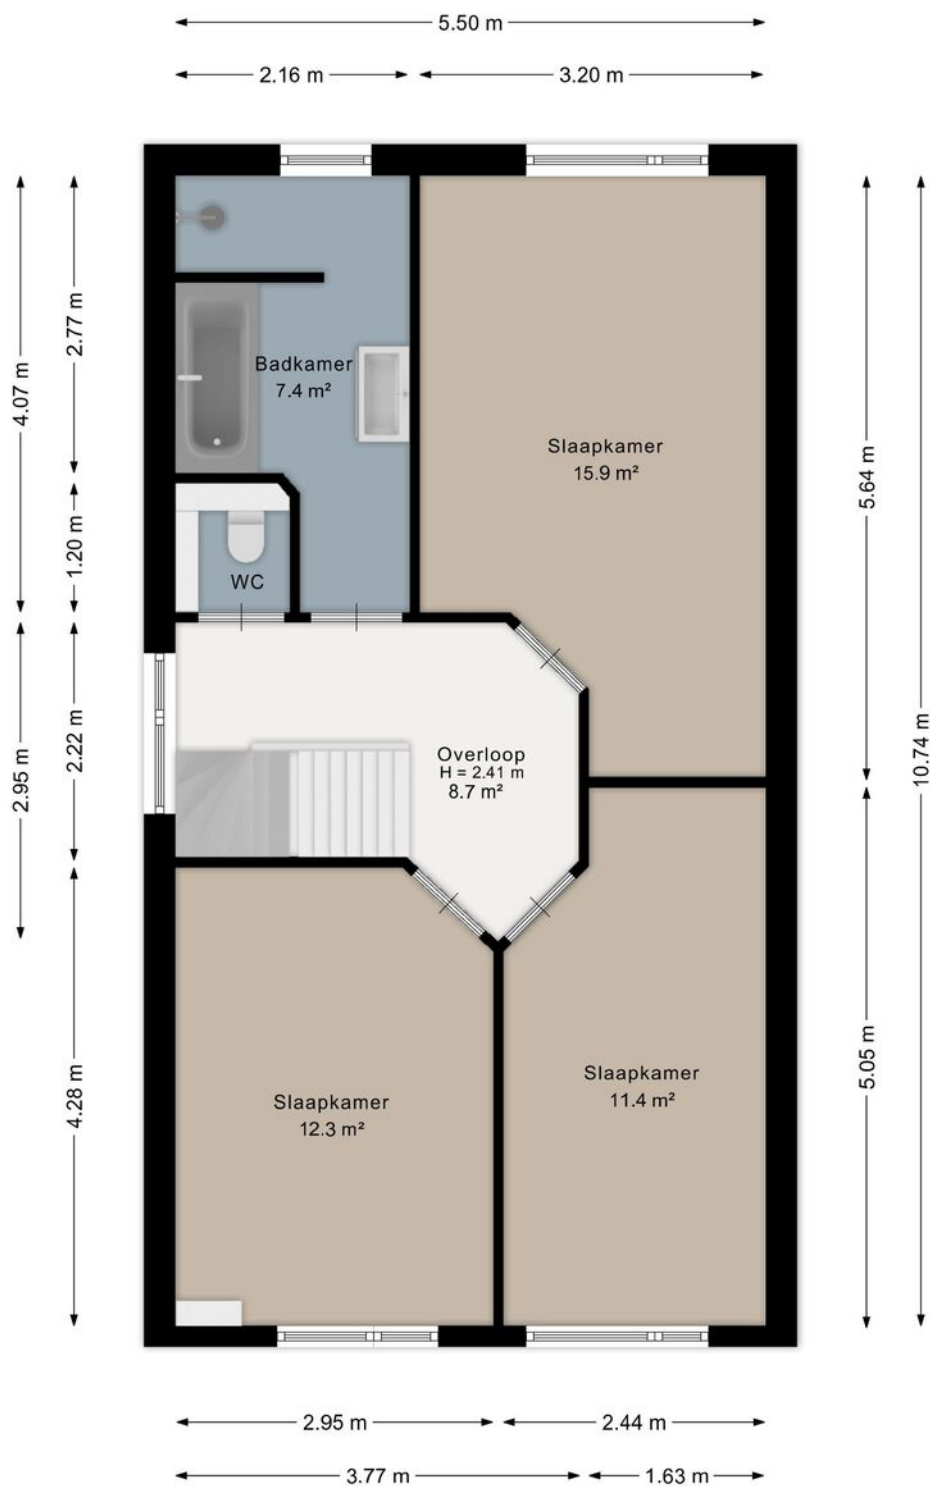 5.50 m
2.16 m
3.20 m
4.07 m
2.77 m
1.20 m
2.95 m
2.22 m
4.28 m
Badkamer
7.4 m²
Slaapkamer
15.9 m²
WC
Overloop
H = 2.41 m
8.7 m²
Slaapkamer
12.3 m²
Slaapkamer
11.4 m²
5.64 m
10.74 m
5.05 m
2.95 m
2.44 m
3.77 m
1.63 m